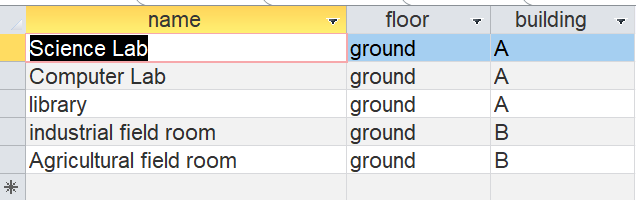 name floor building
Science Lab ground A
Computer Lab ground A
library ground A
industrial field room ground B
Agricultural field room ground B